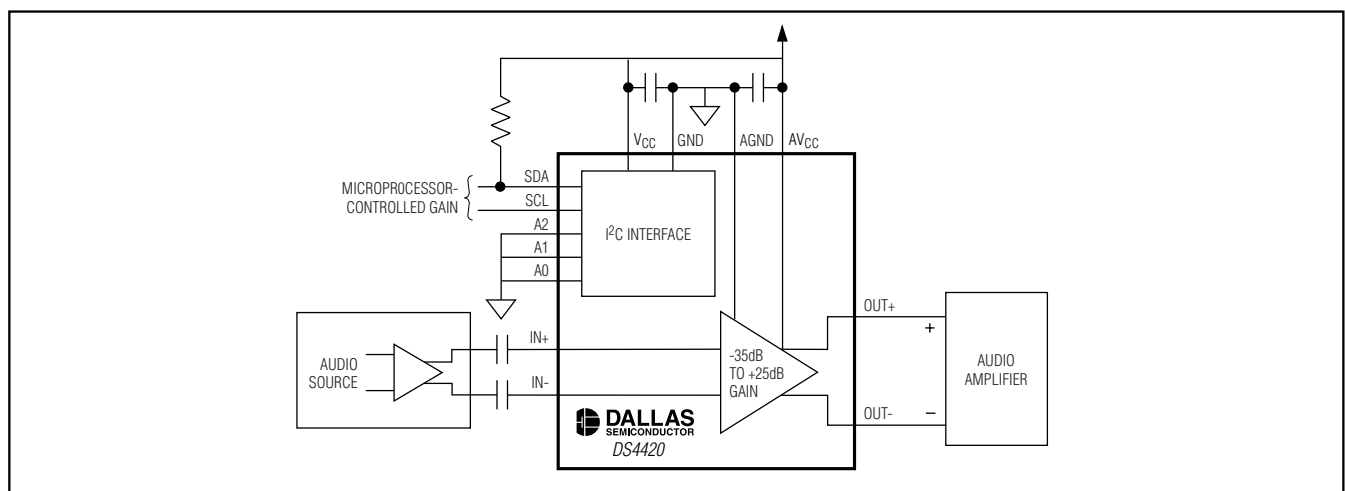 VCC
GND
AGND
AVCC
MICROPROCESSOR-
CONTROLLED GAIN
SDA
SCL
A2
A1
A0
I2C INTERFACE
AUDIO
SOURCE
IN+
IN-
-35dB
TO +25dB
GAIN
DALLAS
SEMICONDUCTOR
DS4420
OUT+
+
OUT-
−
AUDIO
AMPLIFIER